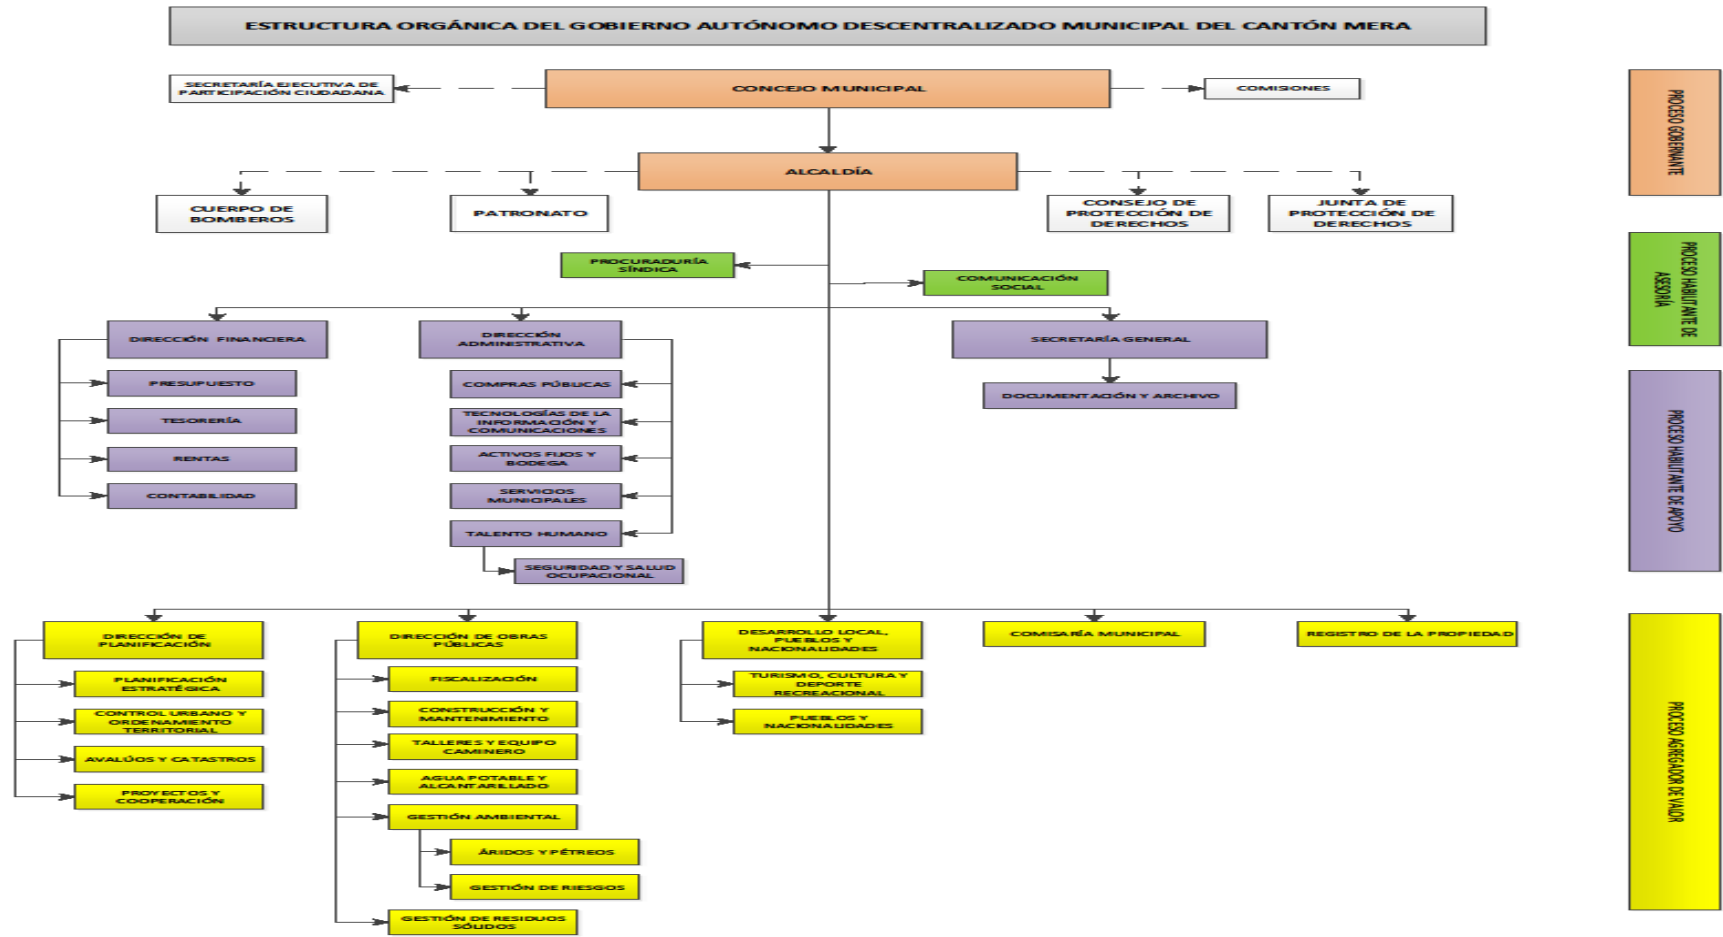 ESTRUCTURA ORGÁNICA DEL GOBIERNO AUTÓNOMO DESCENTRALIZADO MUNICIPAL DEL CANTÓN MERA
SECRETARÍA EJECUTIVA DE
PARTICIPACIÓN CIUDADANA
CONCEJO MUNICIPAL
COMISIONES
ALCALDÍA
CUERPO DE
BOMBEROS
PATRONATO
CONSEJO DE
PROTECCIÓN DE
DERECHOS
JUNTA DE
PROTECCIÓN DE
DERECHOS
PROCESO GOBERNANTE
PROCURADURÍA
SÍNDICA
COMUNICACIÓN
SOCIAL
PROCESO HABILITANTE DE
ASESORÍA
DIRECCIÓN FINANCIERA
PRESUPUESTO
TESORERÍA
RENTAS
CONTABILIDAD
DIRECCIÓN
ADMINISTRATIVA
COMPRAS PÚBLICAS
TECNOLOGÍAS DE LA
INFORMACIÓN Y
COMUNICACIONES
ACTIVOS FIJOS Y
BODEGA
SERVICIOS
MUNICIPALES
TALENTO HUMANO
SEGURIDAD Y SALUD
OCUPACIONAL
SECRETARÍA GENERAL
DOCUMENTACIÓN Y ARCHIVO
PROCESO HABILITANTE DE APOYO
DIRECCIÓN DE
PLANIFICACIÓN
PLANIFICACIÓN
ESTRATÉGICA
CONTROL URBANO Y
ORDENAMIENTO
TERRITORIAL
AVALÚOS Y CATASTROS
PROYECTOS Y
COOPERACIÓN
DIRECCIÓN DE OBRAS
PÚBLICAS
FISCALIZACIÓN
CONSTRUCCIÓN Y
MANTENIMIENTO
TALLERES Y EQUIPO
CAMINERO
AGUA POTABLE Y
ALCANTARILLADO
GESTIÓN AMBIENTAL
ÁRIDOS Y PÉTREOS
GESTIÓN DE RIESGOS
GESTIÓN DE RESIDUOS
SÓLIDOS
DESARROLLO LOCAL,
PUEBLOS Y
NACIONALIDADES
TURISMO, CULTURA Y
DEPORTE
RECREACIONAL
PUEBLOS Y
NACIONALIDADES
COMISARÍA MUNICIPAL
REGISTRO DE LA PROPIEDAD
PROCESO AGREGADOR DE VALOR